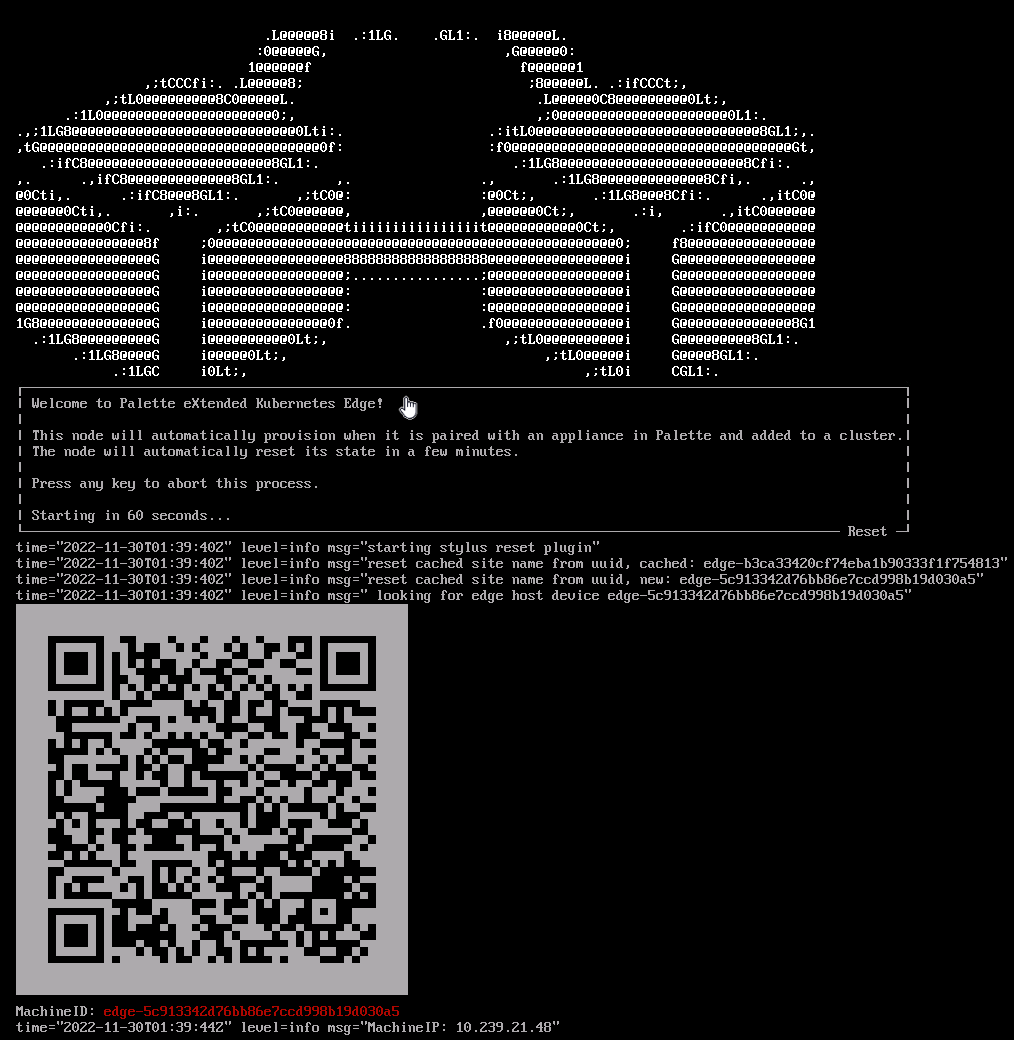 Welcome to Palette eXtended Kubernetes Edge!
This node will automatically provision when it is paired with an appliance in Palette and added to a cluster.
The node will automatically reset its state in a few minutes.
Press any key to abort this process.
Starting in 60 seconds...
Reset
time="2022-11-30T01:39:40Z" level=info msg="starting stylus reset plugin"
time="2022-11-30T01:39:40Z" level=info msg="reset cached site name from uuid, cached: edge-b3ca33420cf74eba1b90333f1f754813"
time="2022-11-30T01:39:40Z" level=info msg="reset cached site name from uuid, new: edge-5c913342d76bb86e7ccd998b19d030a5"
time="2022-11-30T01:39:40Z" level=info msg=" looking for edge host device edge-5c913342d76bb86e7ccd998b19d030a5"
MachineID: edge-5c913342d76bb86e7ccd998b19d030a5
time="2022-11-30T01:39:44Z" level=info msg="MachineIP: 10.239.21.48"